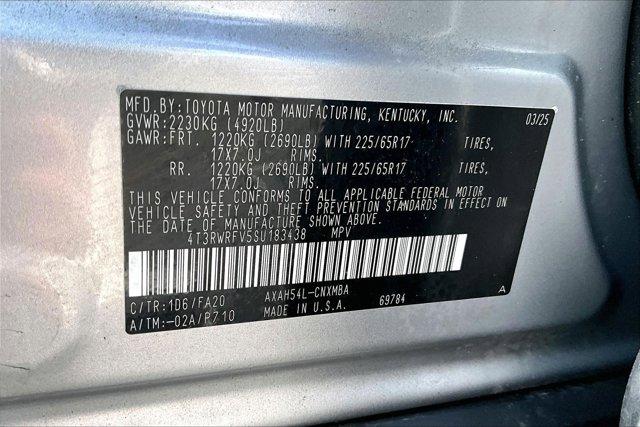 MFD. BY: TOYOTA MOTOR MANUFACTURING, KENTUCKY, INC. 03/25
GVWR: 2230KG (4920LB)
GAWR: FRT. 1220KG (2690LB) WITH 225/65R17 TIRES,
17X7.0J RIMS.
RR. 1220KG (2690LB) WITH 225/65R17 TIRES,
17X7.0J RIMS.
THIS VEHICLE CONFORMS TO ALL APPLICABLE FEDERAL MOTOR
VEHICLE SAFETY AND THEFT PREVENTION STANDARDS IN EFFECT ON
THE DATE OF MANUFACTURE SHOWN ABOVE.
4T3RWRFV5SU183438 MPV
C/TR: 1D6/FA20 AXAH54L-CNXMBA A
A/TM: -02A/P710 MADE IN U.S.A. 69784